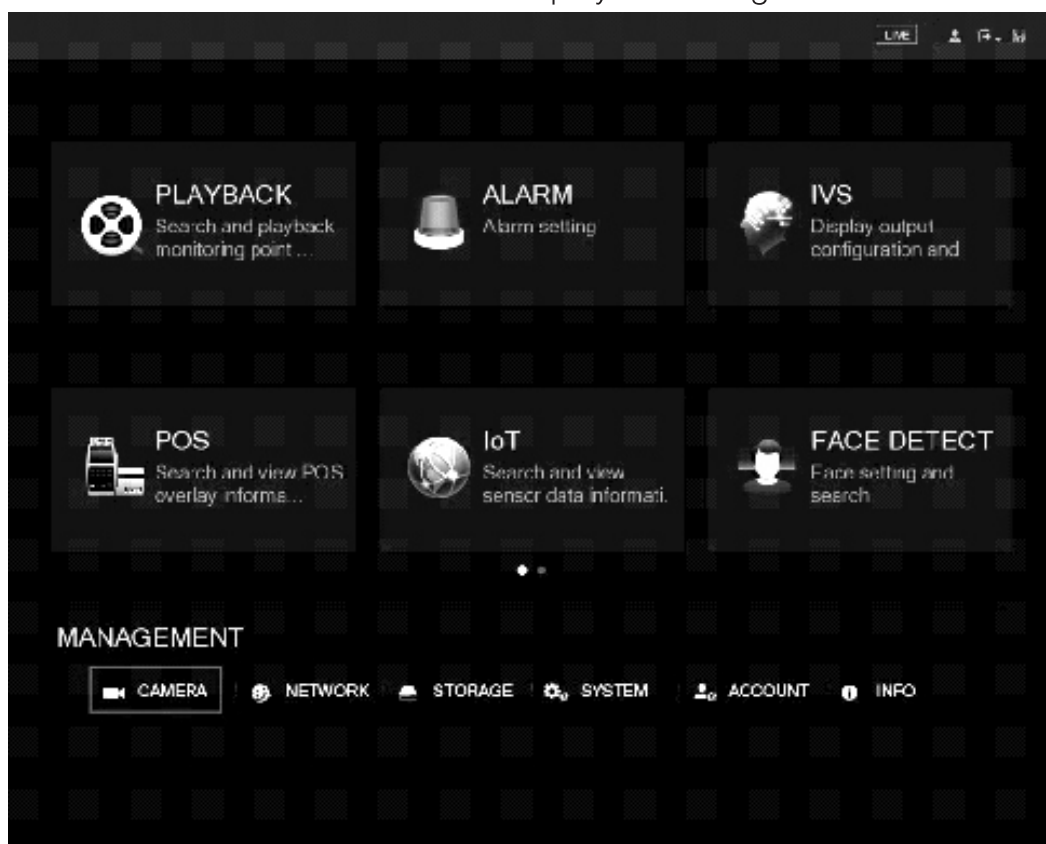 LIVE
PLAYBACK
Search and playback
monitoring point ...
ALARM
Alarm setting
IVS
Display output
configuration and
POS
Search and view POS
overlay informa...
IoT
Search and view
sensor data informati.
FACE DETECT
Face setting and
search
MANAGEMENT
CAMERA
NETWORK
STORAGE
SYSTEM
ACCOUNT
INFO